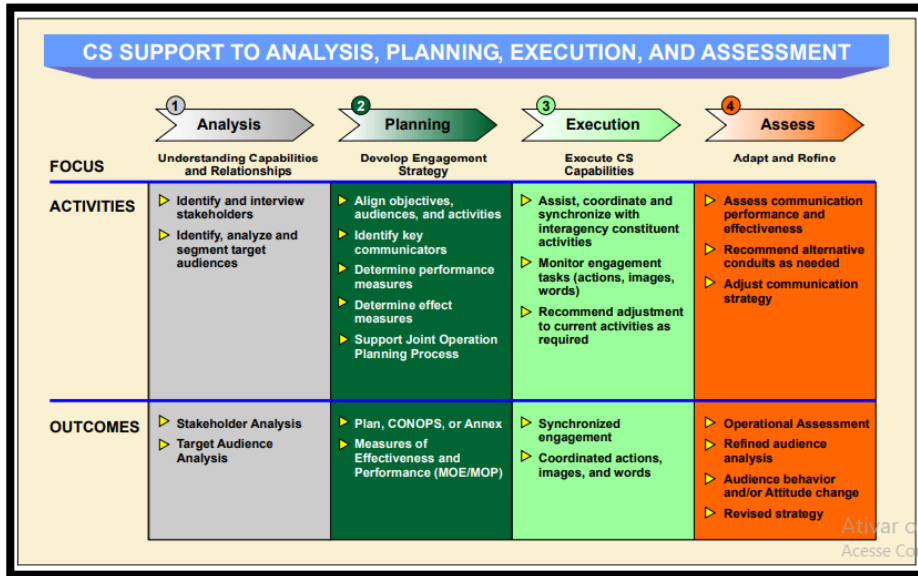 CS SUPPORT TO ANALYSIS, PLANNING, EXECUTION, AND ASSESSMENT
1
Analysis
2
Planning
3
Execution
4
Assess
FOCUS
Understanding Capabilities
and Relationships
Develop Engagement
Strategy
Execute CS
Capabilities
Adapt and Refine
ACTIVITIES
Identify and interview
stakeholders
Identify, analyze and
segment target
audiences
Align objectives,
audiences, and activities
Identify key
communicators
Determine performance
measures
Determine effect
measures
Support Joint Operation
Planning Process
Assist, coordinate and
synchronize with
interagency constituent
activities
Monitor engagement
tasks (actions, images,
words)
Recommend adjustment
to current activities as
required
Assess communication
performance and
effectiveness
Recommend alternative
conduits as needed
Adjust communication
strategy
OUTCOMES
Stakeholder Analysis
Target Audience
Analysis
Plan, CONOPS, or Annex
Measures of
Effectiveness and
Performance (MOE/MOP)
Synchronized
engagement
Coordinated actions,
images, and words
Operational Assessment
Refined audience
analysis
Audience behavior
and/or Attitude change
Revised strategy
Ativar
Acesse